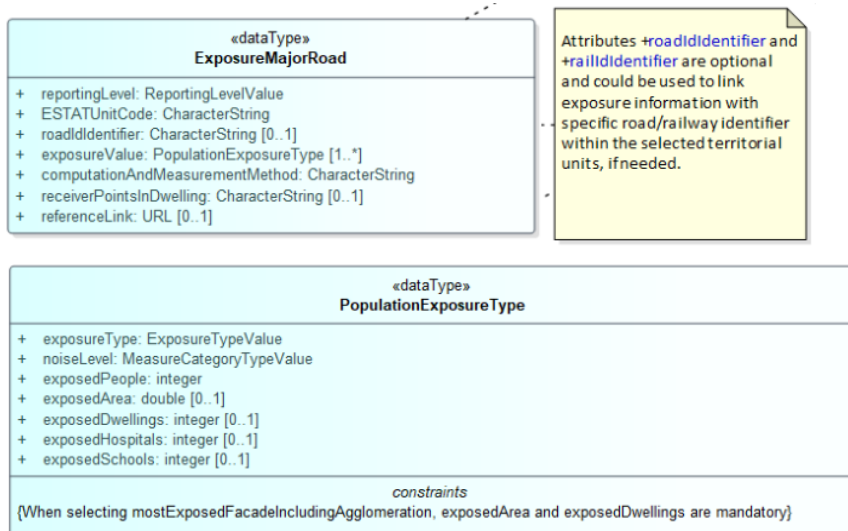 «dataType»
ExposureMajorRoad
+ reportingLevel: ReportingLevelValue
+ ESTATUnitCode: CharacterString
+ roadIdIdentifier: CharacterString [0..1]
+ exposureValue: PopulationExposureType [1..*]
+ computationAndMeasurementMethod: CharacterString
+ receiverPointsInDwelling: CharacterString [0..1]
+ referenceLink: URL [0..1]
Attributes +roadIdIdentifier and
+railIdIdentifier are optional
and could be used to link
exposure information with
specific road/railway identifier
within the selected territorial
units, ifneeded.
«dataType»
PopulationExposureType
+ exposureType: ExposureTypeValue
+ noiseLevel: MeasureCategoryTypeValue
+ exposedPeople: integer
+ exposedArea: double [0..1]
+ exposedDwellings: integer [0..1]
+ exposedHospitals: integer [0..1]
+ exposedSchools: integer [0..1]
constraints
{When selecting mostExposedFacadeIncludingAgglomeration, exposedArea and exposedDwellings are mandatory}